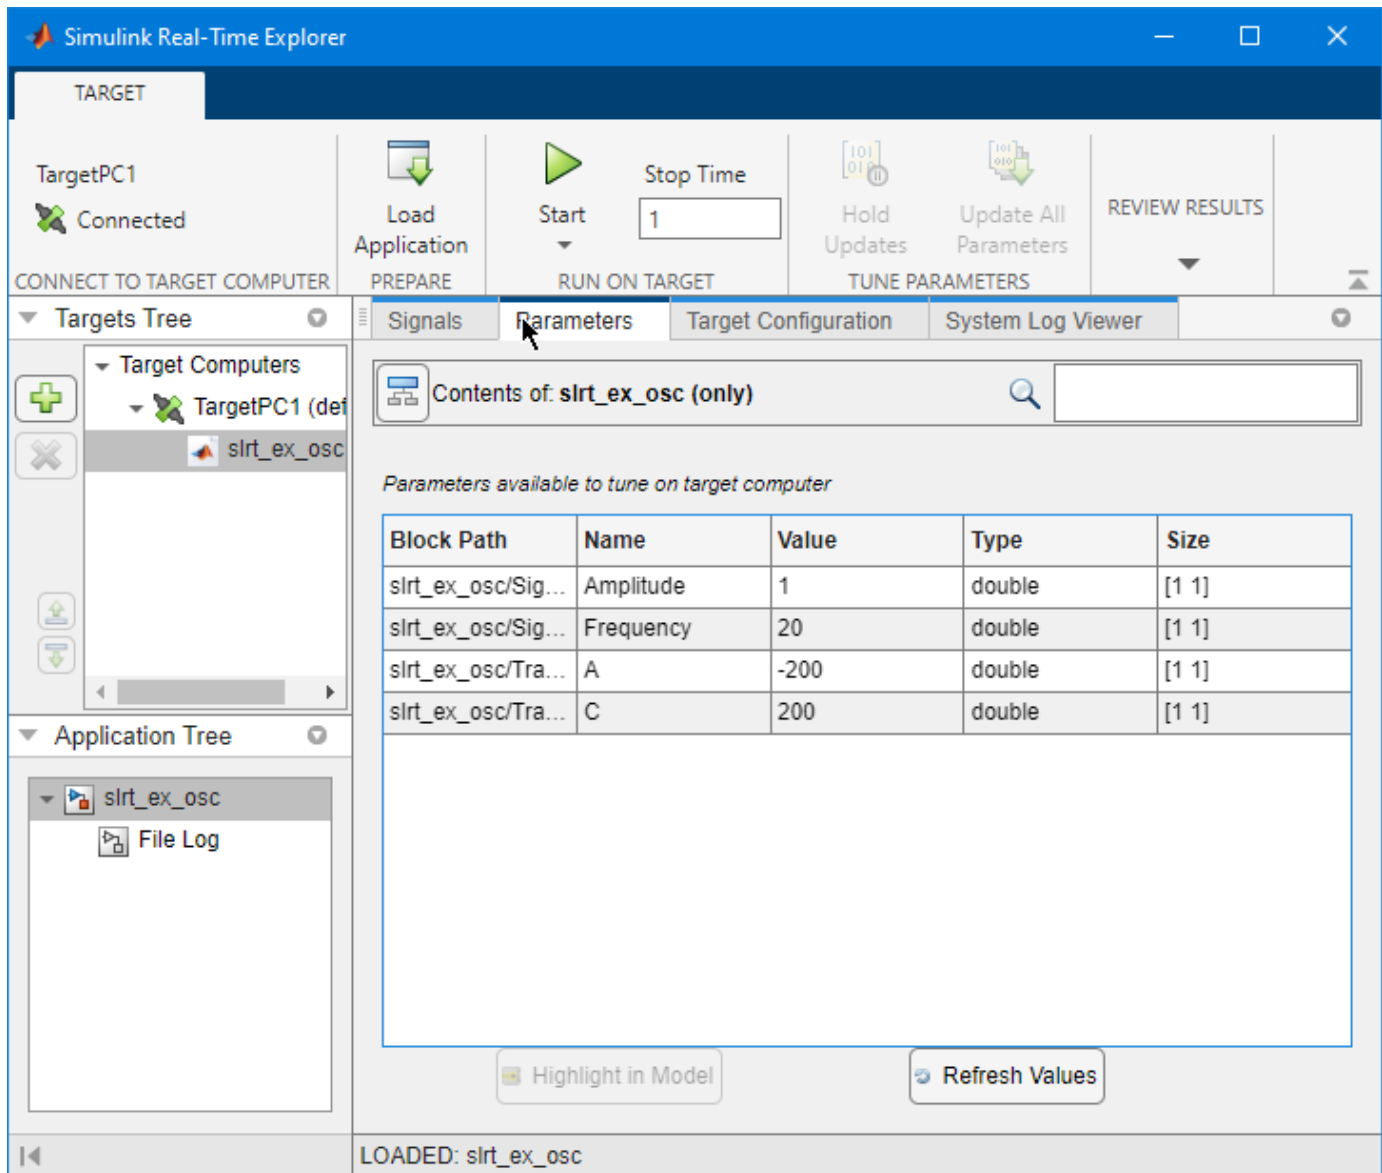 Simulink Real-Time Explorer
TARGET
TargetPC1
Connected
CONNECT TO TARGET COMPUTER
Load
Application
PREPARE
Start
Stop Time
1
RUN ON TARGET
Hold
Updates
Update All
Parameters
TUNE PARAMETERS
REVIEW RESULTS
Targets Tree
Target Computers
TargetPC1 (def
slrt_ex_osc
Application Tree
slrt_ex_osc
File Log
Signals
Parameters
Target Configuration
System Log Viewer
Contents of: slrt_ex_osc (only)
Parameters available to tune on target computer
Block Path Name Value Type Size
slrt_ex_osc/Sig... Amplitude 1 double [1 1]
slrt_ex_osc/Sig... Frequency 20 double [1 1]
slrt_ex_osc/Tra... A -200 double [1 1]
slrt_ex_osc/Tra... C 200 double [1 1]
Highlight in Model
Refresh Values
LOADED: slrt_ex_osc